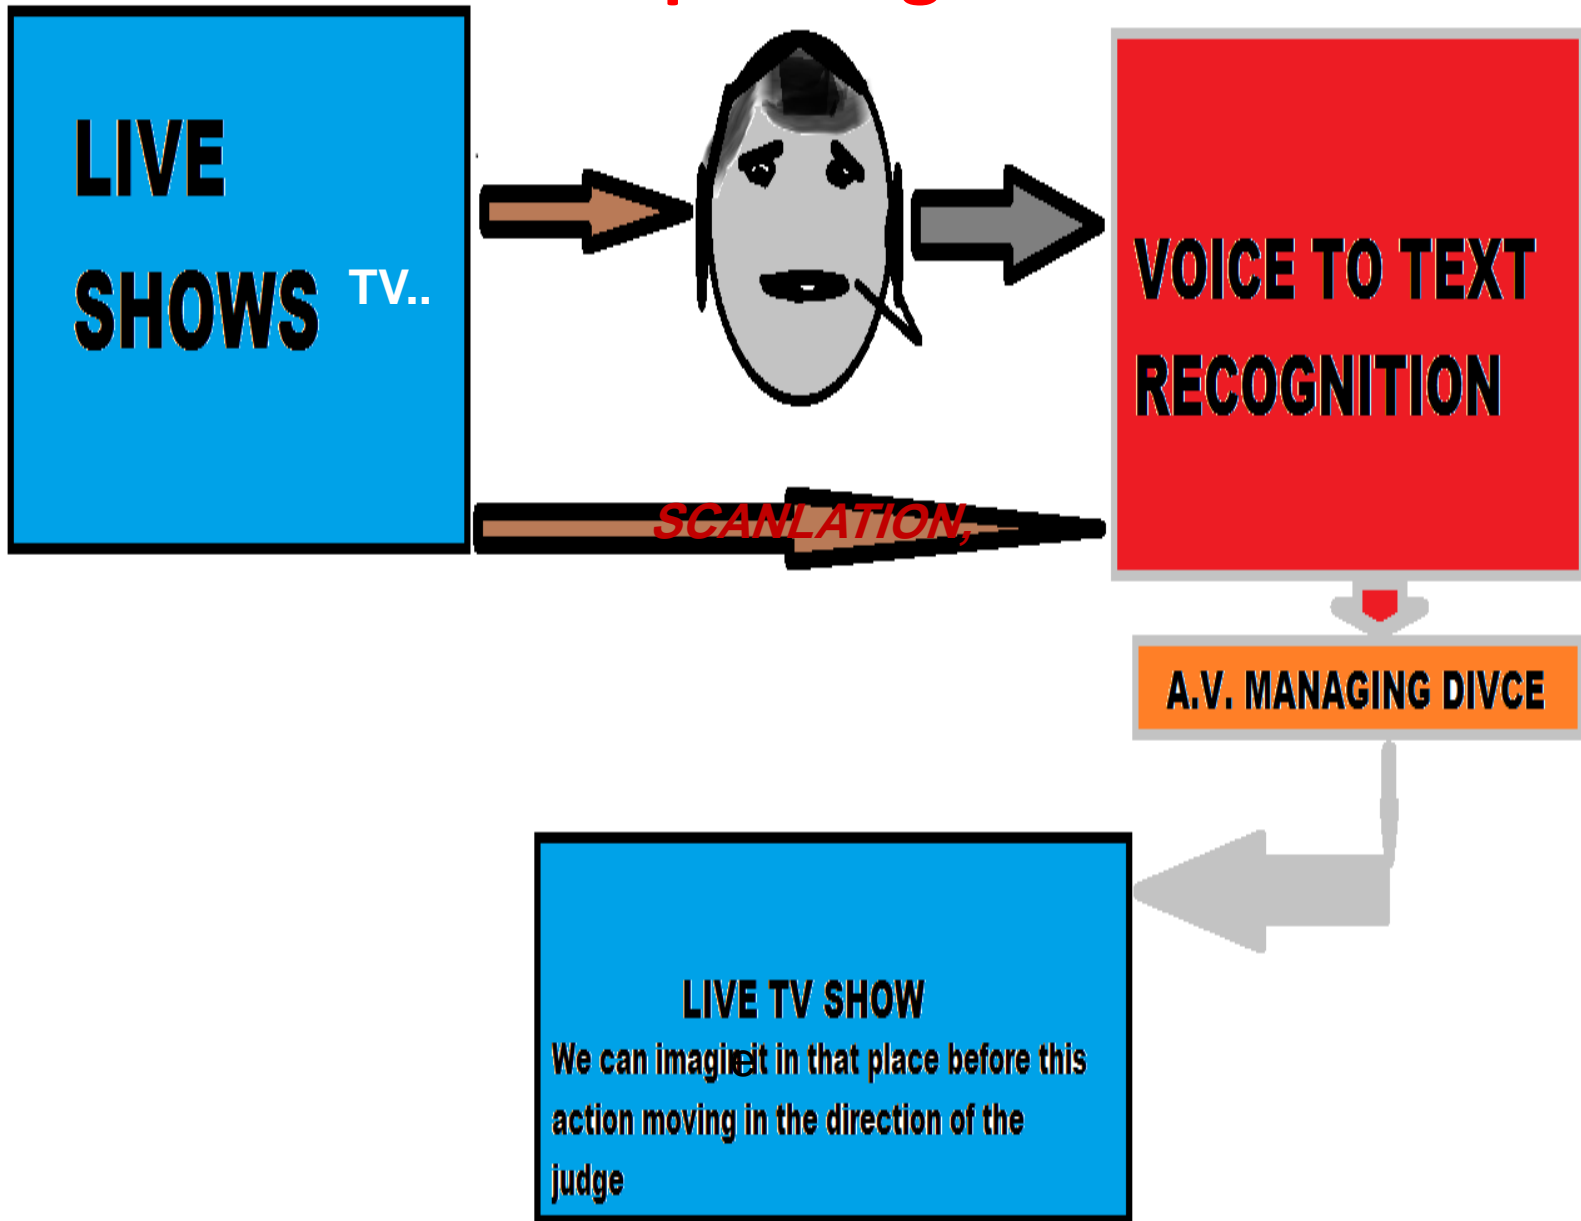 LIVE
SHOWS TV..
VOICE TO TEXT
RECOGNITION
SCANLATION,
A.V. MANAGING DIVCE
LIVE TV SHOW
We can imagine it in that place before this
action moving in the direction of the
judge